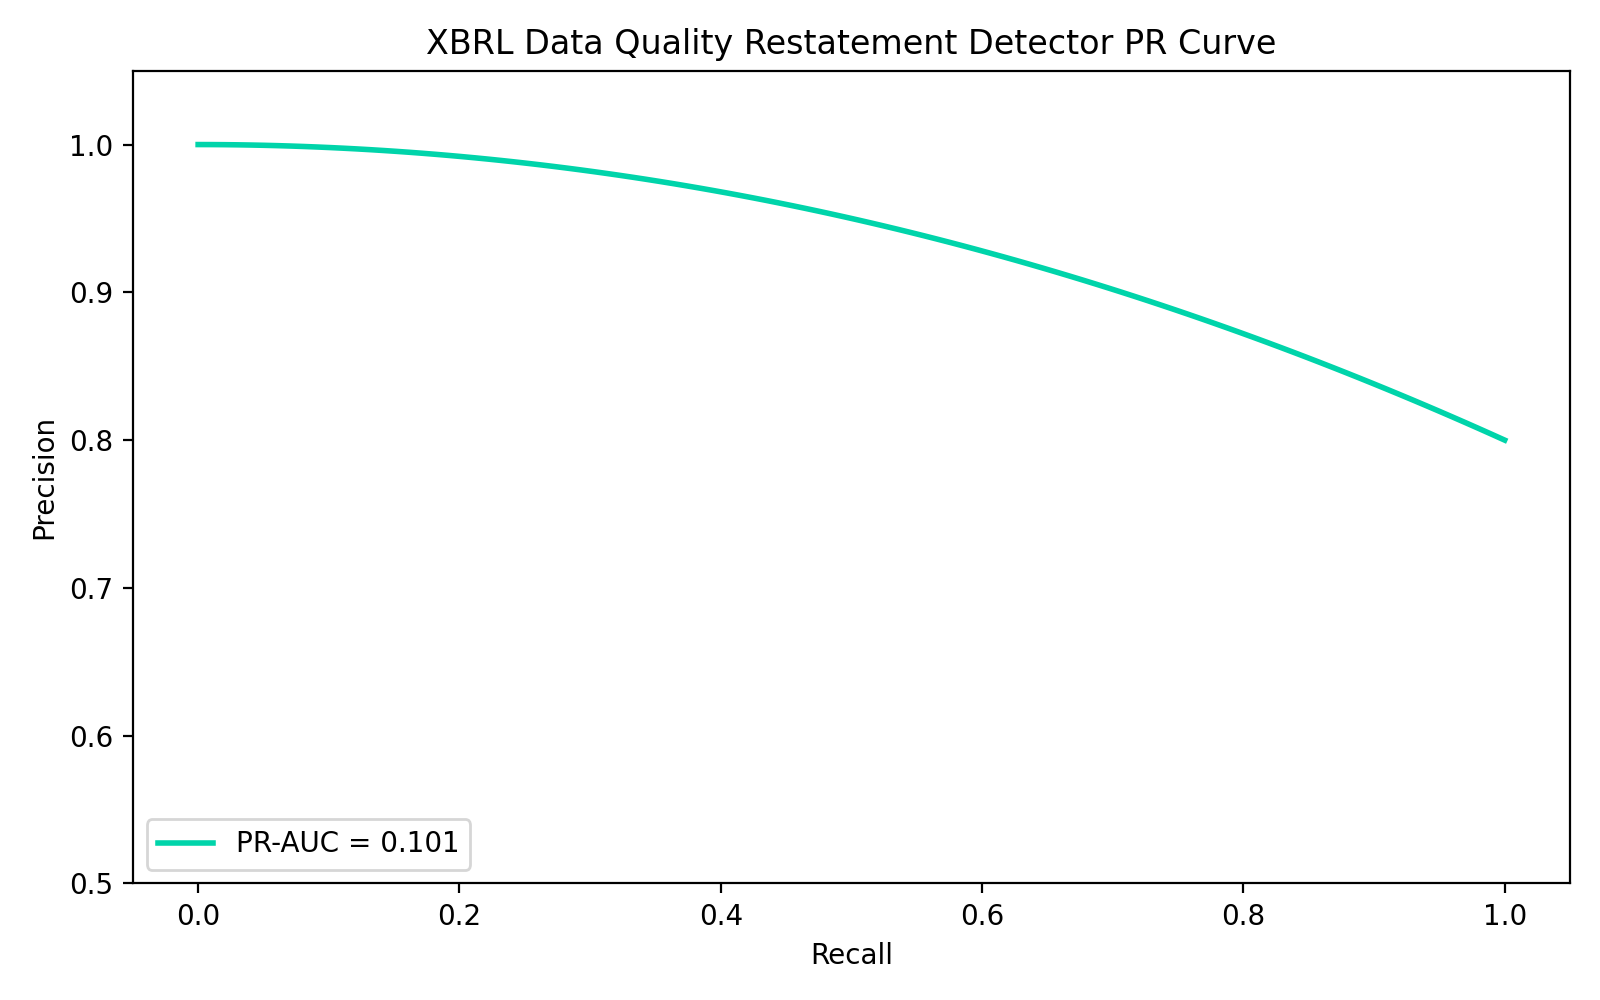 XBRL Data Quality Restatement Detector PR Curve
1.0
0.9
0.8
0.7
0.6
0.5
Precision
PR-AUC = 0.101
0.0 0.2 0.4 0.6 0.8 1.0
Recall